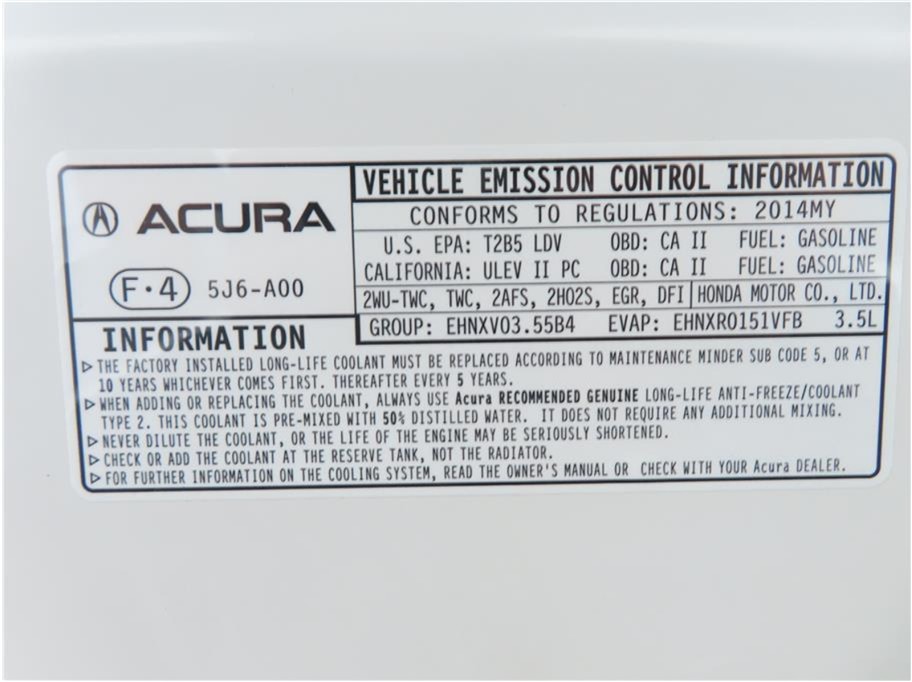 ACURA
F·4 5J6-A00
VEHICLE EMISSION CONTROL INFORMATION
CONFORMS TO REGULATIONS: 2014MY
U.S. EPA: T2B5 LDV OBD: CA II FUEL: GASOLINE
CALIFORNIA: ULEV II PC OBD: CA II FUEL: GASOLINE
2WU-TWC, TWC, 2AFS, 2HO2S, EGR, DFI HONDA MOTOR CO., LTD.
GROUP: EHNXV03.55B4 EVAP: EHNXR0151VFB 3.5L
INFORMATION
▷ THE FACTORY INSTALLED LONG-LIFE COOLANT MUST BE REPLACED ACCORDING TO MAINTENANCE MINDER SUB CODE 5, OR AT
10 YEARS WHICHEVER COMES FIRST. THEREAFTER EVERY 5 YEARS.
▷ WHEN ADDING OR REPLACING THE COOLANT, ALWAYS USE Acura RECOMMENDED GENUINE LONG-LIFE ANTI-FREEZE/COOLANT
TYPE 2. THIS COOLANT IS PRE-MIXED WITH 50% DISTILLED WATER. IT DOES NOT REQUIRE ANY ADDITIONAL MIXING.
▷ NEVER DILUTE THE COOLANT, OR THE LIFE OF THE ENGINE MAY BE SERIOUSLY SHORTENED.
▷ CHECK OR ADD THE COOLANT AT THE RESERVE TANK, NOT THE RADIATOR.
▷ FOR FURTHER INFORMATION ON THE COOLING SYSTEM, READ THE OWNER'S MANUAL OR CHECK WITH YOUR Acura DEALER.